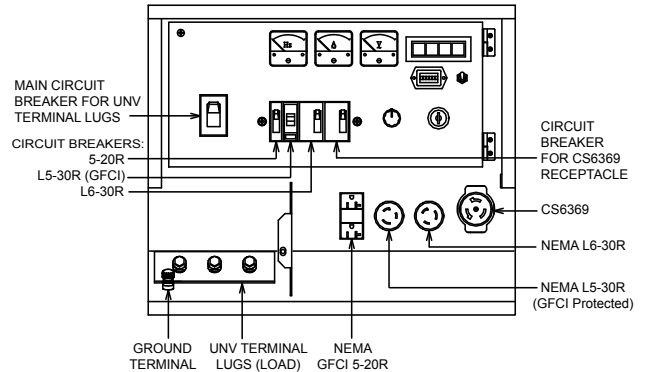 Hz
A
V
MAIN CIRCUIT
BREAKER FOR UNV
TERMINAL LUGS
CIRCUIT BREAKERS:
5-20R
L5-30R (GFCI)
L6-30R
CIRCUIT
BREAKER
FOR CS6369
RECEPTACLE
CS6369
NEMA L6-30R
NEMA L5-30R
(GFCI Protected)
GROUND
TERMINAL
UNV TERMINAL
LUGS (LOAD)
NEMA
GFCI 5-20R